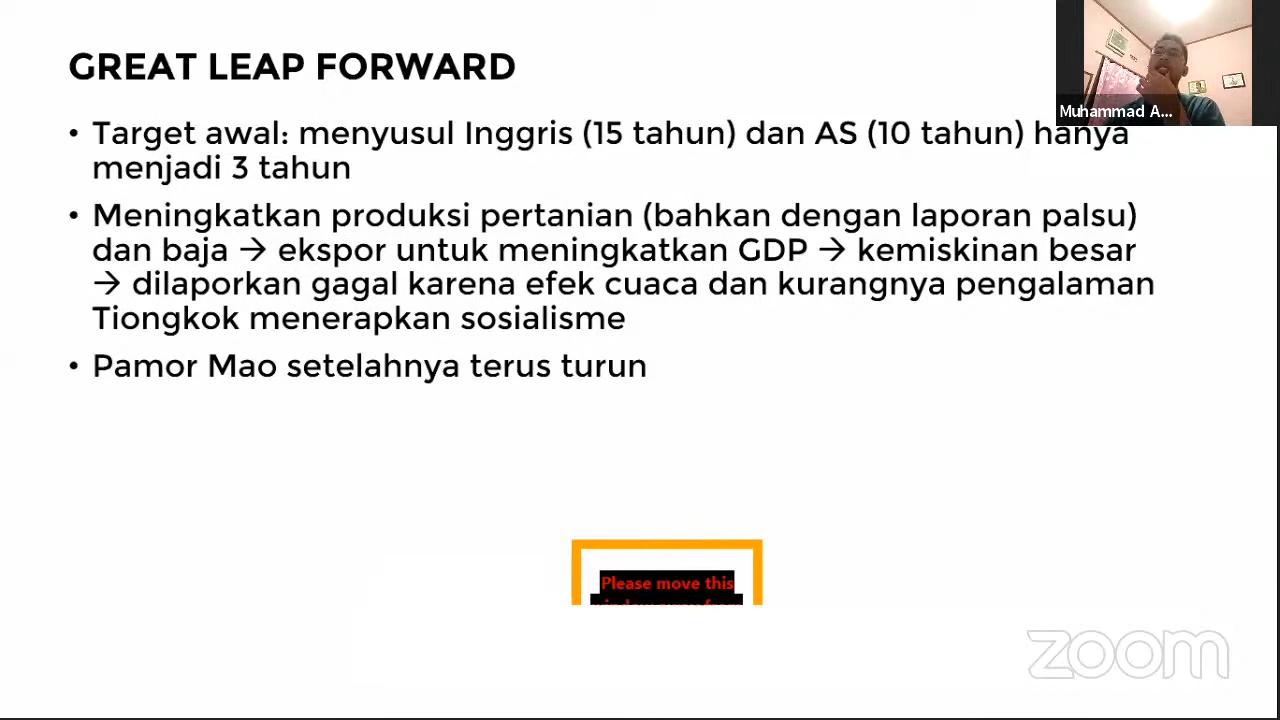 GREAT LEAP FORWARD
Muhammad A...
• Target awal: menyusul Inggris (15 tahun) dan AS (10 tahun) hanya
menjadi 3 tahun
• Meningkatkan produksi pertanian (bahkan dengan laporan palsu)
dan baja → ekspor untuk meningkatkan GDP → kemiskinan besar
→ dilaporkan gagal karena efek cuaca dan kurangnya pengalaman
Tiongkok menerapkan sosialisme
• Pamor Mao setelahnya terus turun
Please move this
zoom